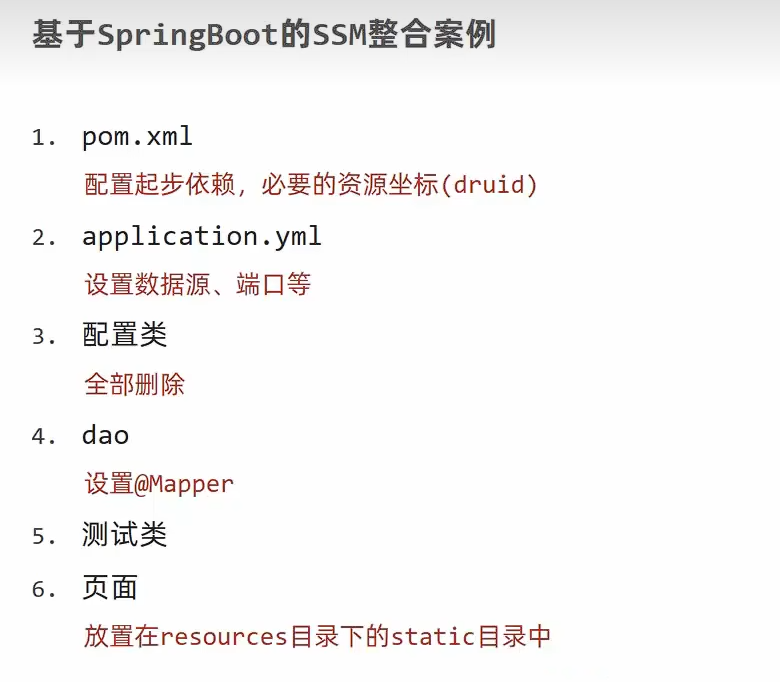 基于SpringBoot的SSM整合案例
1. pom.xml
配置起步依赖，必要的资源坐标(druid)
2. application.yml
设置数据源、端口等
3. 配置类
全部删除
4. dao
设置@Mapper
5. 测试类
6. 页面
放置在resources目录下的static目录中